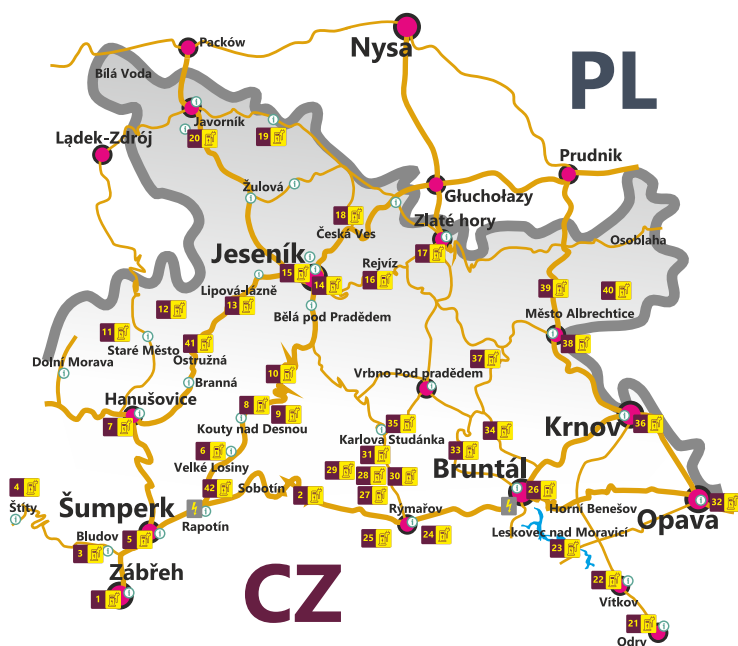 Packów
Nysa
PL
Bílá Voda
Javorník
20
19
Lądek-Zdrój
Prudnik
Žulová
Głuchołazy
18
Česká Ves
Zlaté hory
17
Osoblaha
Jeseník
15
14
Rejvíz
16
Lipová-lázně
13
39
40
12
Bělá pod Pradědem
Město Albrechtice
11
Staré Město
41
Ostružná
38
Dolní Morava
37
Branná
10
Vrbno Pod pradědem
Hanušovice
7
8
9
Kouty nad Desnou
35
Karlova Studánka
34
Krnov
36
6
Velké Losiny
31
33
29
28
30
Bruntál
4
Štíty
42
Sobotín
2
27
26
32
Šumperk
Rapotín
Rýmařov
Horní Benešov
Opava
Bludov
5
25
24
Leskovec nad Moravicí
3
23
Zábřeh
1
CZ
22
Vítkov
21
Odry